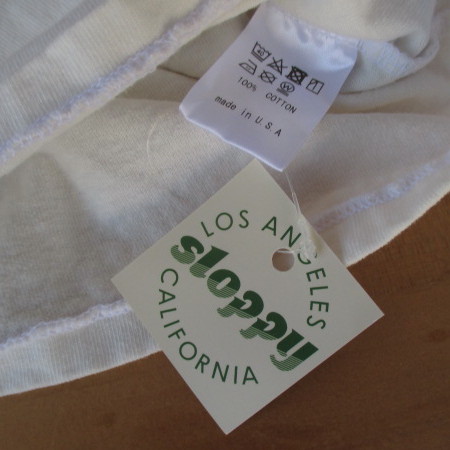 100% COTTON
made in U.S.A
LOS ANGELES
sloppy
CALIFORNIA